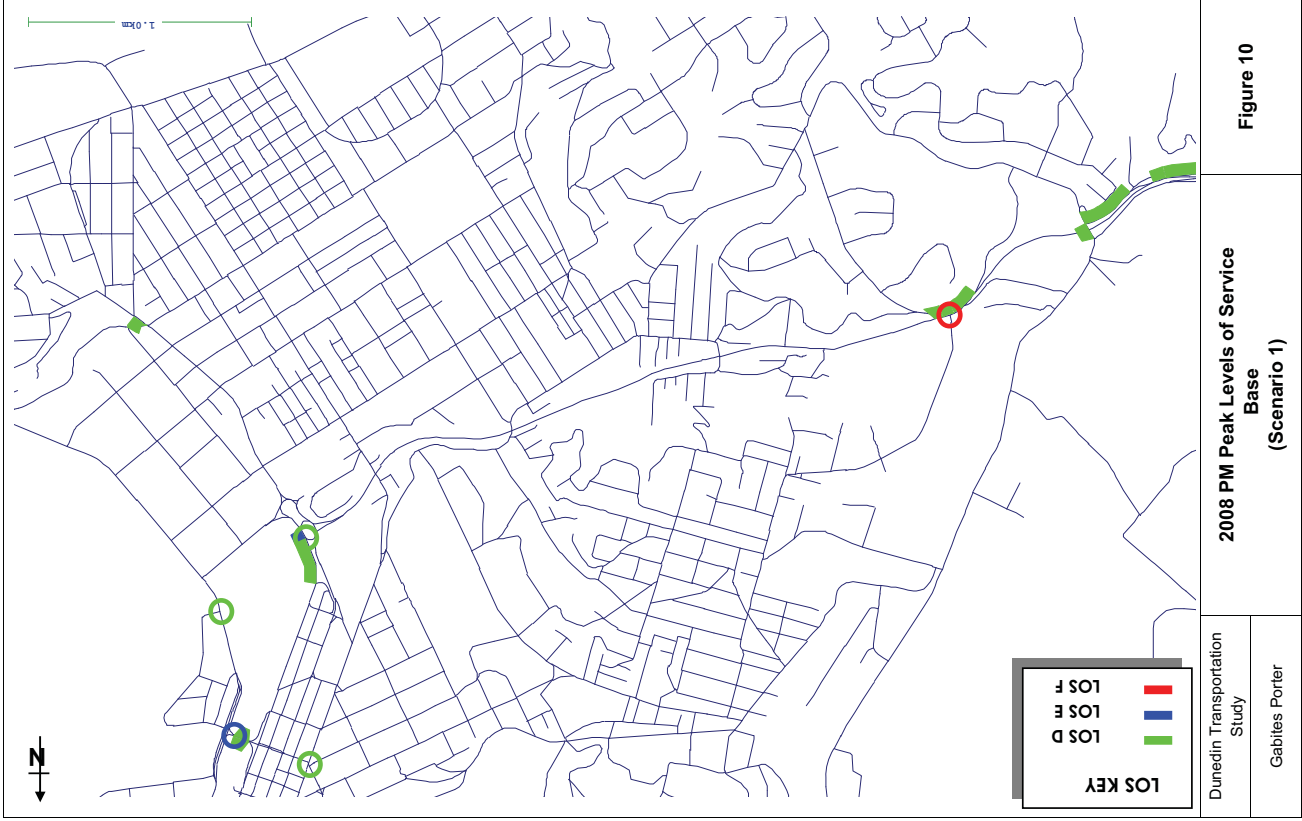 1.0km
N
LOS KEY
LOS D
LOS E
LOS F
Dunedin Transportation
Study
Gabites Porter
2008 PM Peak Levels of Service
Base
(Scenario 1)
Figure 10